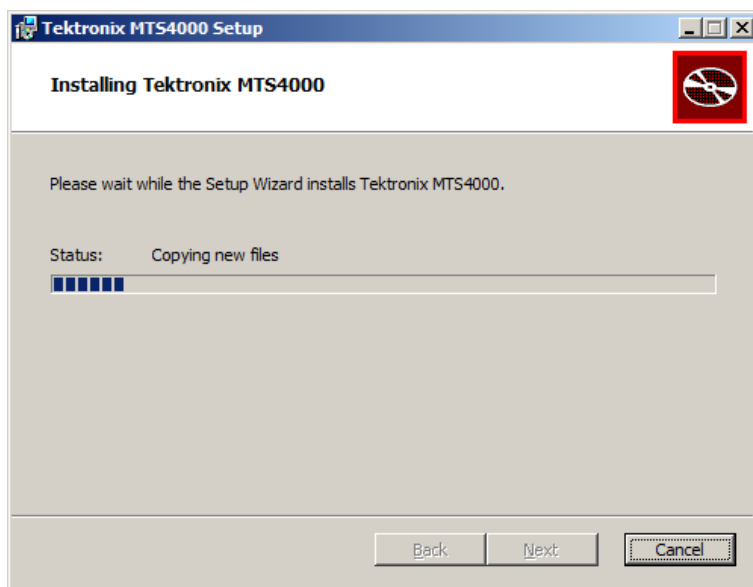 Tektronix MTS4000 Setup
Installing Tektronix MTS4000
Please wait while the Setup Wizard installs Tektronix MTS4000.
Status: Copying new files
Back Next Cancel